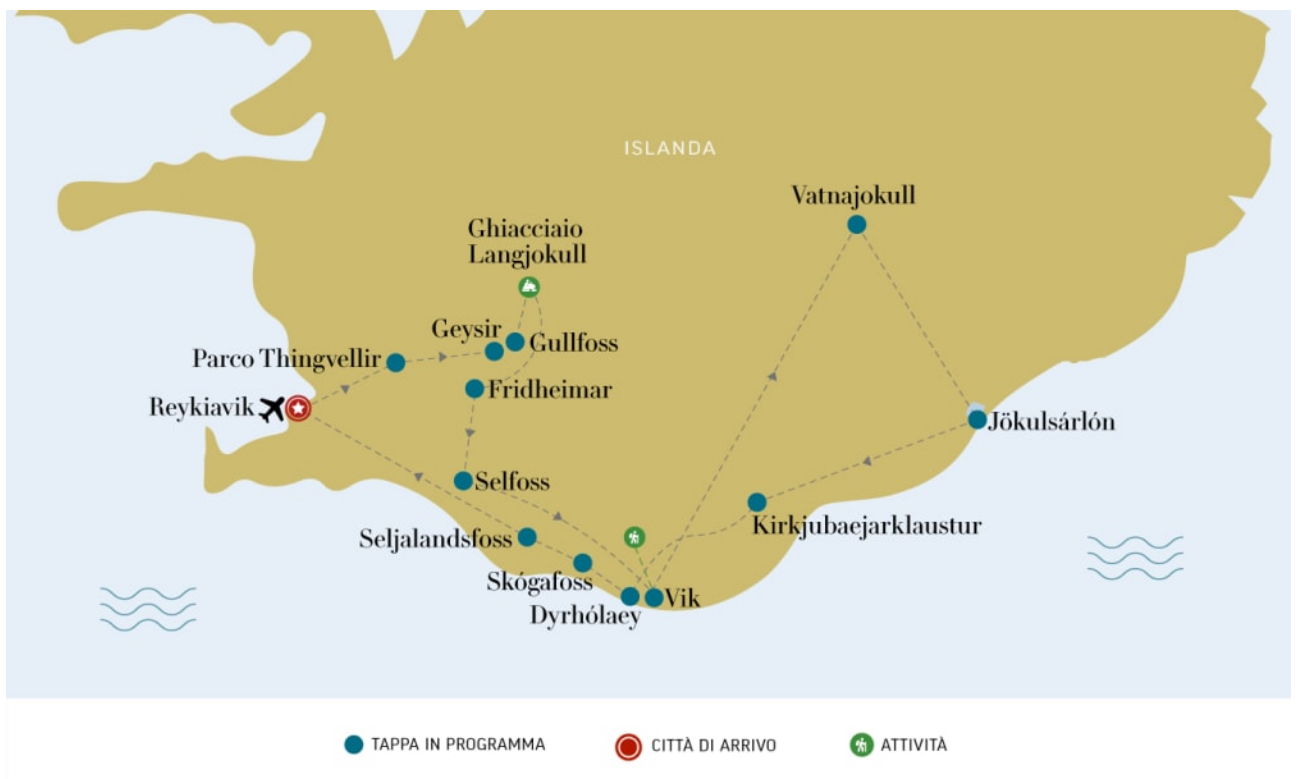 ISLANDA
Vatnajokull
Ghiacciaio
Langjokull
Geysir
Gullfoss
Parco Thingvellir
Fridheimar
Reykiavik
Jökulsárlón
Selfoss
Kirkjubaejarklaustur
Seljalandsfoss
Skógafoss
Vik
Dyrhólaey
TAPPA IN PROGRAMMA
CITTÀ DI ARRIVO
ATTIVITÀ